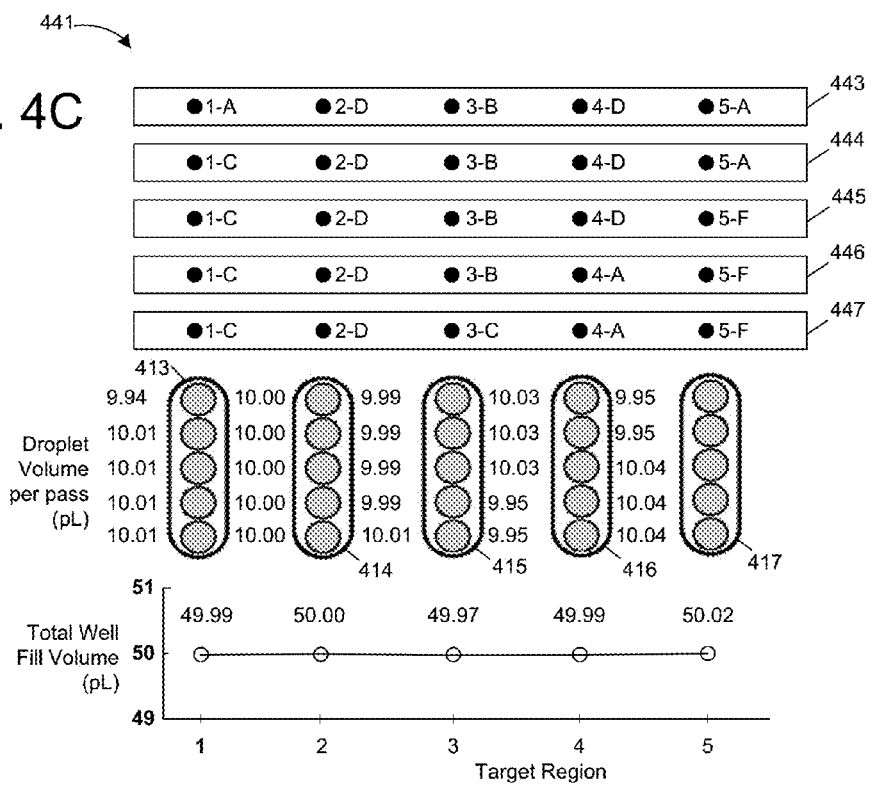 441
. 4C
1-A 2-D 3-B 4-D 5-A 443
1-C 2-D 3-B 4-D 5-A 444
1-C 2-D 3-B 4-D 5-F 445
1-C 2-D 3-B 4-A 5-F 446
1-C 2-D 3-C 4-A 5-F 447
413
9.94 10.00 9.99 10.03 9.95
10.01 10.00 9.99 10.03 9.95
10.01 10.00 9.99 10.03 10.04
10.01 10.00 9.99 9.95 10.04
10.01 10.00 10.01 9.95 10.04
Droplet
Volume
per pass
(pL)
414 415 416 417
51
49.99 50.00 49.97 49.99 50.02
Total Well
Fill Volume
(pL)
50
49
1 2 3 4 5
Target Region